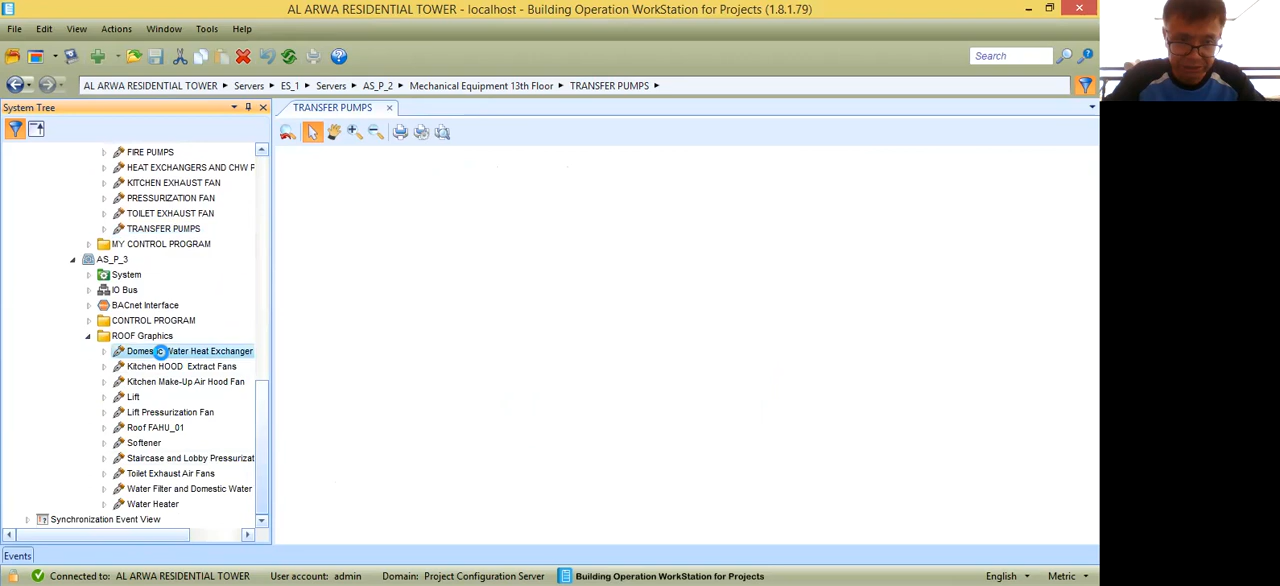 AL ARWA RESIDENTIAL TOWER - localhost - Building Operation WorkStation for Projects (1.8.1.79)
File Edit View Actions Window Tools Help
Search
AL ARWA RESIDENTIAL TOWER Servers ES_1 Servers AS_P_2 Mechanical Equipment 13th Floor TRANSFER PUMPS
System Tree
TRANSFER PUMPS
FIRE PUMPS
HEAT EXCHANGERS AND CHW P
KITCHEN EXHAUST FAN
PRESSURIZATION FAN
TOILET EXHAUST FAN
TRANSFER PUMPS
MY CONTROL PROGRAM
AS_P_3
System
IO Bus
BACnet Interface
CONTROL PROGRAM
ROOF Graphics
Domestic Water Heat Exchanger
Kitchen HOOD Extract Fans
Kitchen Make-Up Air Hood Fan
Lift
Lift Pressurization Fan
Roof FAHU_01
Softener
Staircase and Lobby Pressurizat
Toilet Exhaust Air Fans
Water Filter and Domestic Water
Water Heater
Synchronization Event View
Events
Connected to: AL ARWA RESIDENTIAL TOWER User account: admin Domain: Project Configuration Server Building Operation WorkStation for Projects English Metric